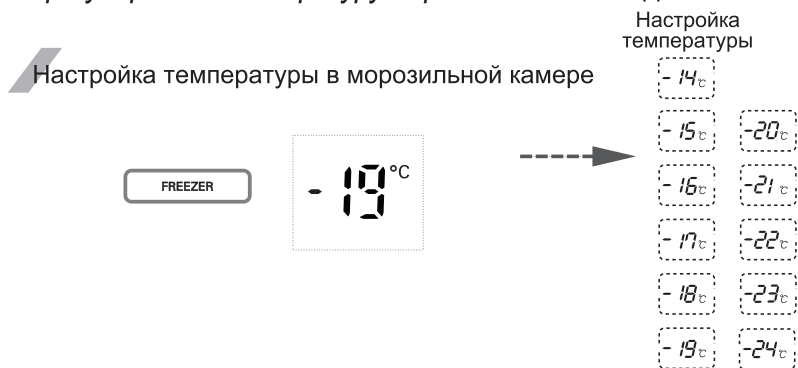 Настройка
температуры
Настройка температуры в морозильной камере
- 14℃
- 15℃ -20℃
FREEZER
- 19°C
- 16℃ -21℃
- 17℃ -22℃
- 18℃ -23℃
- 19℃ -24℃